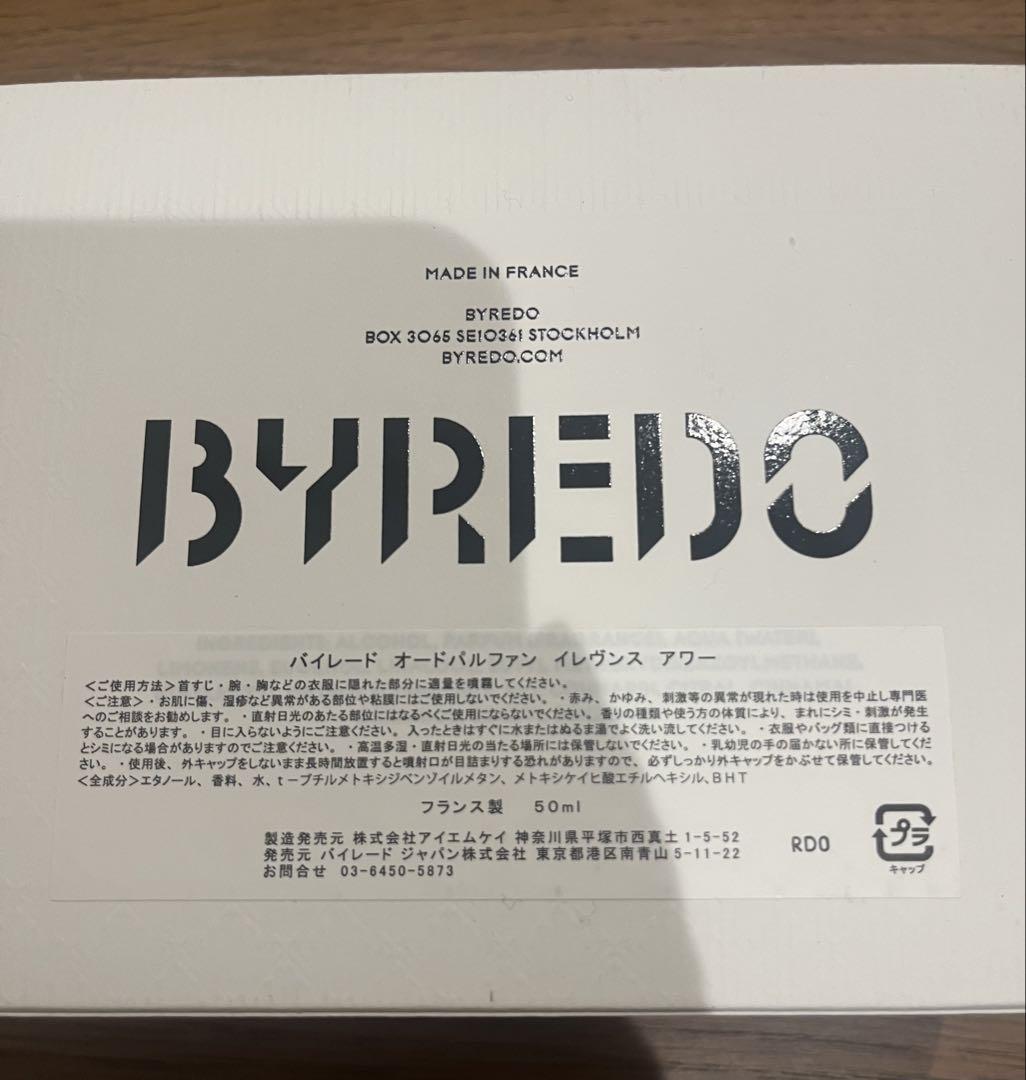 MADE IN FRANCE
BYREDO
BOX 3065 SE10361 STOCKHOLM
BYREDO.COM
BYREDO
INGREDIENTS: ALCOHOL, PARFUM (FRAGRANCE), AQUA (WATER),
バイレード オードパルファン イレヴンス アワー
＜ご使用方法＞首すじ・腕・胸などの衣服に隠れた部分に適量を噴霧してください。
＜ご注意＞・お肌に傷、湿疹など異常がある部位や粘膜にはご使用しないでください。 ・赤み、かゆみ、刺激等の異常が現れた時は使用を中止し専門医
へのご相談をお勧めします。 ・直射日光のあたる部位にはなるべくご使用にならないでください。香りの種類や使う方の体質により、まれにシミ・刺激が発生
することがあります。 ・目に入らないようにご注意ください。入ったときはすぐに水またはぬるま湯でよく洗い流してください。 ・衣服やバッグ類に直接つける
とシミになる場合がありますのでご注意ください。 ・高温多湿・直射日光の当たる場所には保管しないでください。 ・乳幼児の手の届かない所に保管してくだ
さい。 ・使用後、外キャップをしないまま長時間放置すると噴射口が目詰まりする恐れがありますので、必ずしっかり外キャップをかぶせて保管してください。
＜全成分＞エタノール、香料、水、t－ブチルメトキシジベンゾイルメタン、メトキシケイヒ酸エチルヘキシル、BHT
フランス製 50ml
製造発売元 株式会社アイエムケイ 神奈川県平塚市西真土1-5-52
発売元 バイレード ジャパン株式会社 東京都港区南青山5-11-22
お問合せ 03-6450-5873
RDO
プラ
キャップ